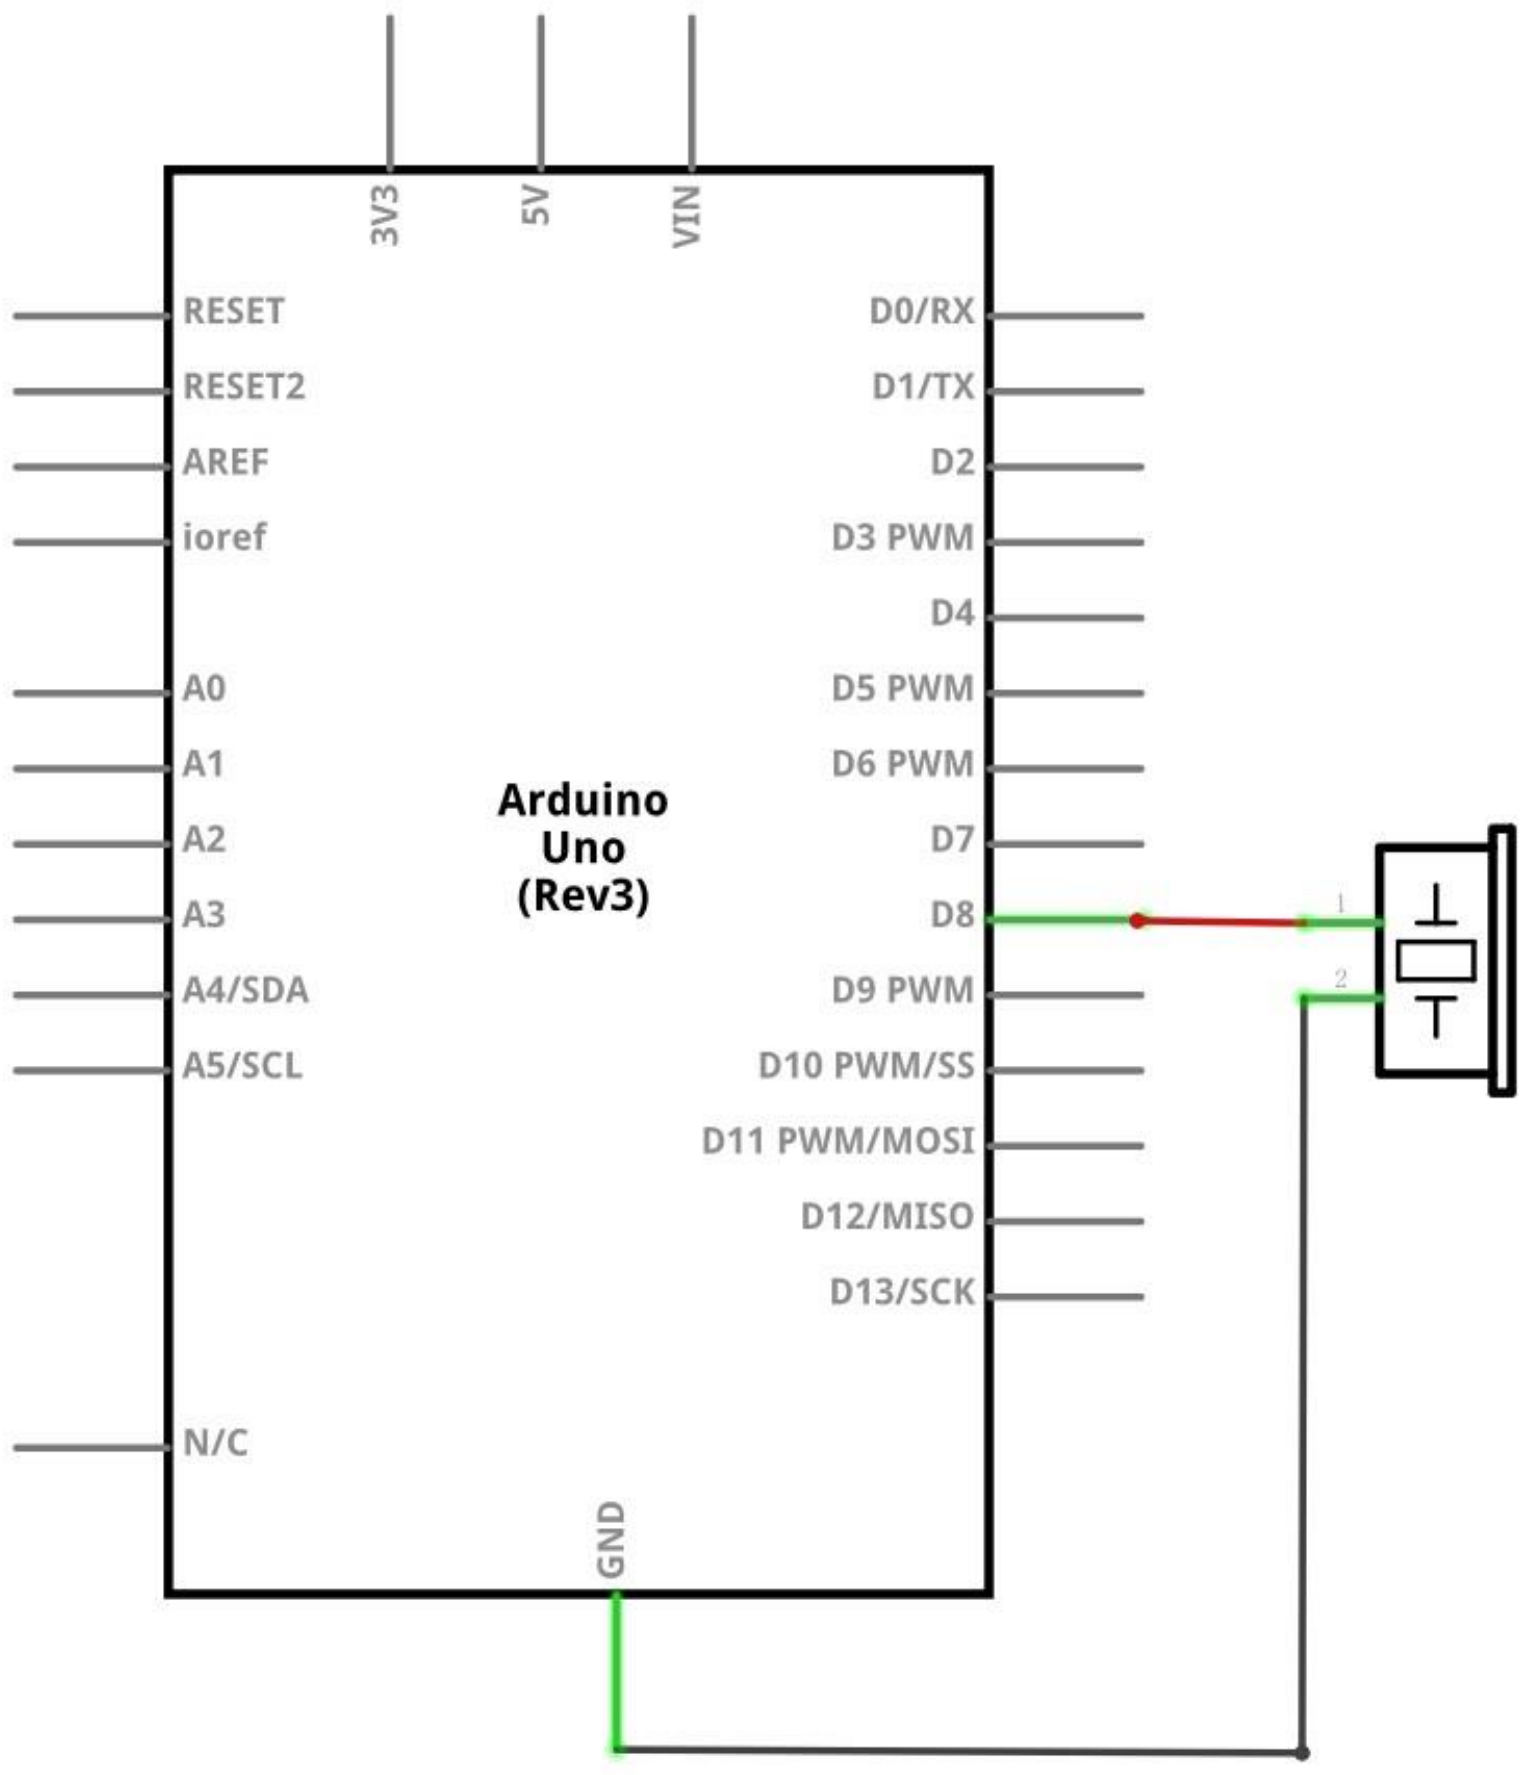 3V3
5V
VIN
RESET
RESET2
AREF
ioref
A0
A1
A2
A3
A4/SDA
A5/SCL
N/C
Arduino
Uno
(Rev3)
D0/RX
D1/TX
D2
D3 PWM
D4
D5 PWM
D6 PWM
D7
D8
D9 PWM
D10 PWM/SS
D11 PWM/MOSI
D12/MISO
D13/SCK
GND
1
2